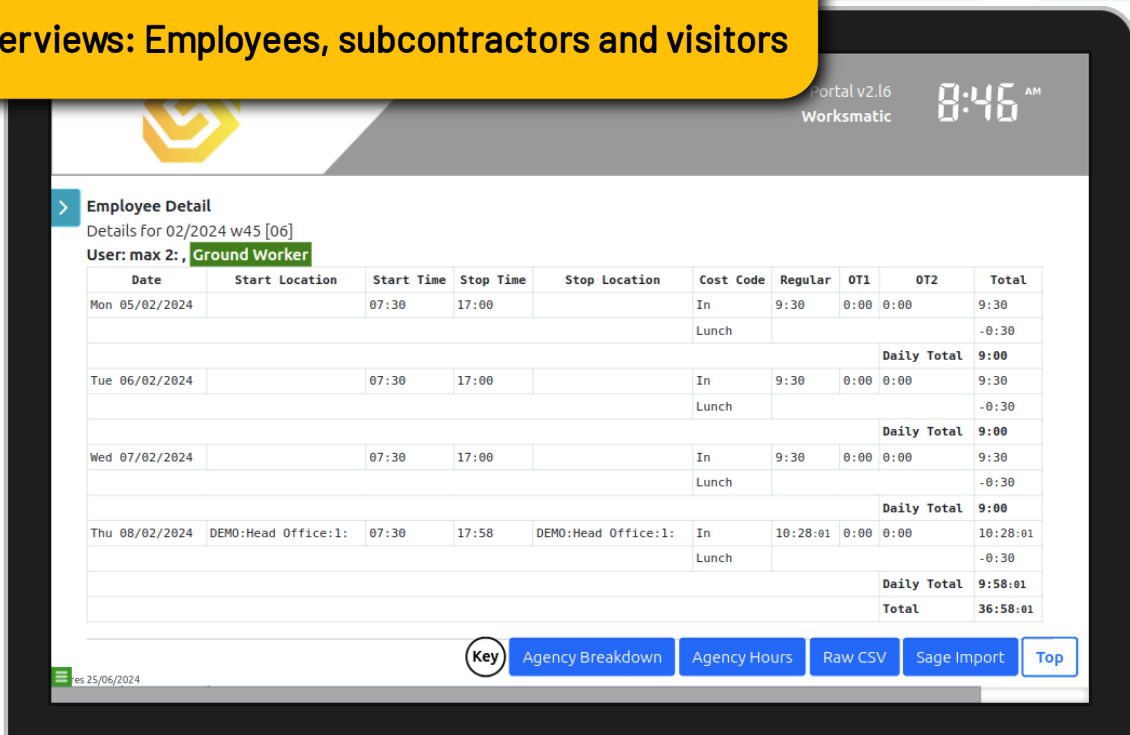 erviews: Employees, subcontractors and visitors
Portal v2.l6
Worksmatic
8:46 AM
Employee Detail
Details for 02/2024 w45 [06]
User: max 2: , Ground Worker
Date Start Location Start Time Stop Time Stop Location Cost Code Regular OT1 OT2 Total
Mon 05/02/2024 07:30 17:00 In 9:30 0:00 0:00 9:30
Lunch -0:30
Daily Total 9:00
Tue 06/02/2024 07:30 17:00 In 9:30 0:00 0:00 9:30
Lunch -0:30
Daily Total 9:00
Wed 07/02/2024 07:30 17:00 In 9:30 0:00 0:00 9:30
Lunch -0:30
Daily Total 9:00
Thu 08/02/2024 DEMO:Head Office:1: 07:30 17:58 DEMO:Head Office:1: In 10:28:01 0:00 0:00 10:28:01
Lunch -0:30
Daily Total 9:58:01
Total 36:58:01
Key Agency Breakdown Agency Hours Raw CSV Sage Import Top
res 25/06/2024